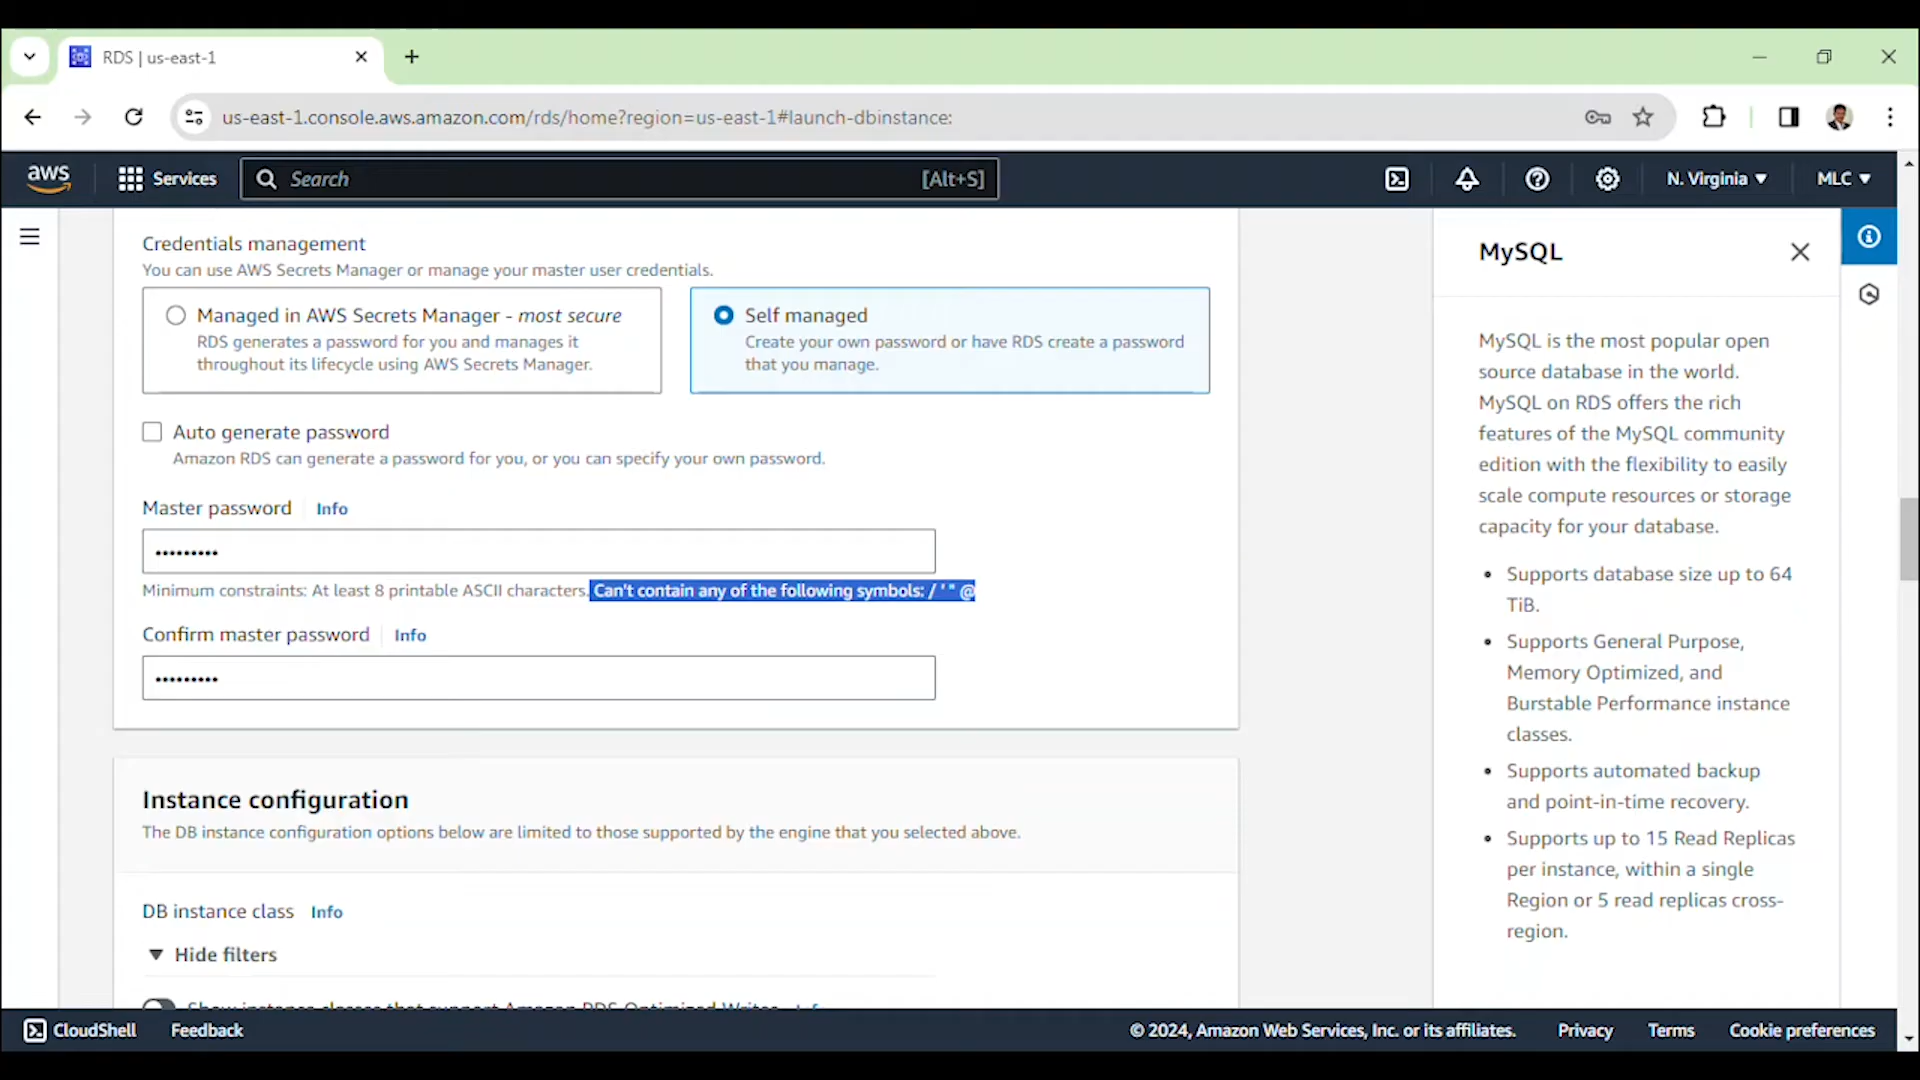 RDS | us-east-1
us-east-1.console.aws.amazon.com/rds/home?region=us-east-1#launch-dbinstance:
aws
Services
Search
[Alt+S]
N. Virginia
MLC
Credentials management
You can use AWS Secrets Manager or manage your master user credentials.
Managed in AWS Secrets Manager - most secure
RDS generates a password for you and manages it
throughout its lifecycle using AWS Secrets Manager.
Self managed
Create your own password or have RDS create a password
that you manage.
Auto generate password
Amazon RDS can generate a password for you, or you can specify your own password.
Master password Info
•••••••••
Minimum constraints: At least 8 printable ASCII characters. Can't contain any of the following symbols: / ' " @
Confirm master password Info
•••••••••
Instance configuration
The DB instance configuration options below are limited to those supported by the engine that you selected above.
DB instance class Info
Hide filters
Show instance classes that support Amazon RDS Optimized Writes Info
MySQL
MySQL is the most popular open
source database in the world.
MySQL on RDS offers the rich
features of the MySQL community
edition with the flexibility to easily
scale compute resources or storage
capacity for your database.
• Supports database size up to 64
TiB.
• Supports General Purpose,
Memory Optimized, and
Burstable Performance instance
classes.
• Supports automated backup
and point-in-time recovery.
• Supports up to 15 Read Replicas
per instance, within a single
Region or 5 read replicas cross-
region.
CloudShell
Feedback
© 2024, Amazon Web Services, Inc. or its affiliates.
Privacy
Terms
Cookie preferences